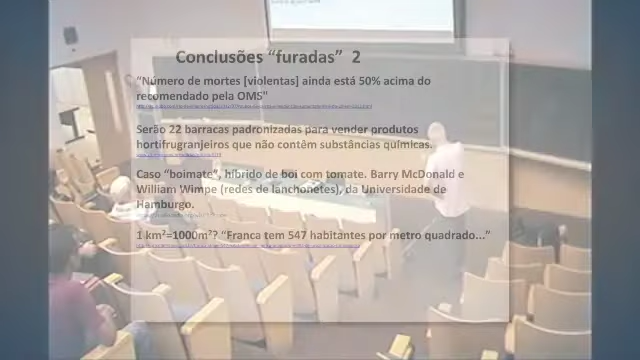 Conclusões “furadas” 2
“Número de mortes [violentas] ainda está 50% acima do
recomendado pela OMS"
Serão 22 barracas padronizadas para vender produtos
hortifrugranjeiros que não contêm substâncias químicas.
Caso “boimate”, híbrido de boi com tomate. Barry McDonald e
William Wimpe (redes de lanchonetes), da Universidade de
Hamburgo.
1 km²=1000m²? “Franca tem 547 habitantes por metro quadrado...”